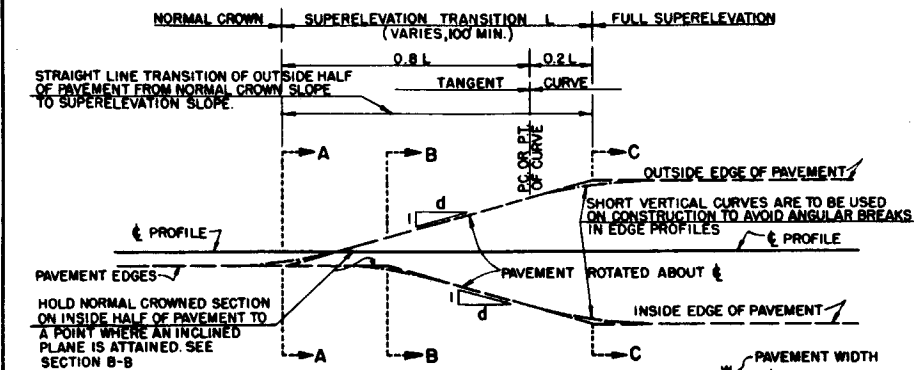 NORMAL CROWN
SUPERELEVATION TRANSITION L
FULL SUPERELEVATION
(VARIES, 100' MIN.)
0.8 L
0.2 L
STRAIGHT LINE TRANSITION OF OUTSIDE HALF
OF PAVEMENT FROM NORMAL CROWN SLOPE
TO SUPERELEVATION SLOPE.
TANGENT
CURVE
A
B
P.C. OR P.T.
OF CURVE
C
OUTSIDE EDGE OF PAVEMENT
d
1
SHORT VERTICAL CURVES ARE TO BE USED
ON CONSTRUCTION TO AVOID ANGULAR BREAKS
IN EDGE PROFILES
℄ PROFILE
℄ PROFILE
PAVEMENT EDGES
PAVEMENT ROTATED ABOUT ℄
HOLD NORMAL CROWNED SECTION
ON INSIDE HALF OF PAVEMENT TO
A POINT WHERE AN INCLINED
PLANE IS ATTAINED. SEE
SECTION B-B
1
d
INSIDE EDGE OF PAVEMENT
A
B
C
PAVEMENT WIDTH